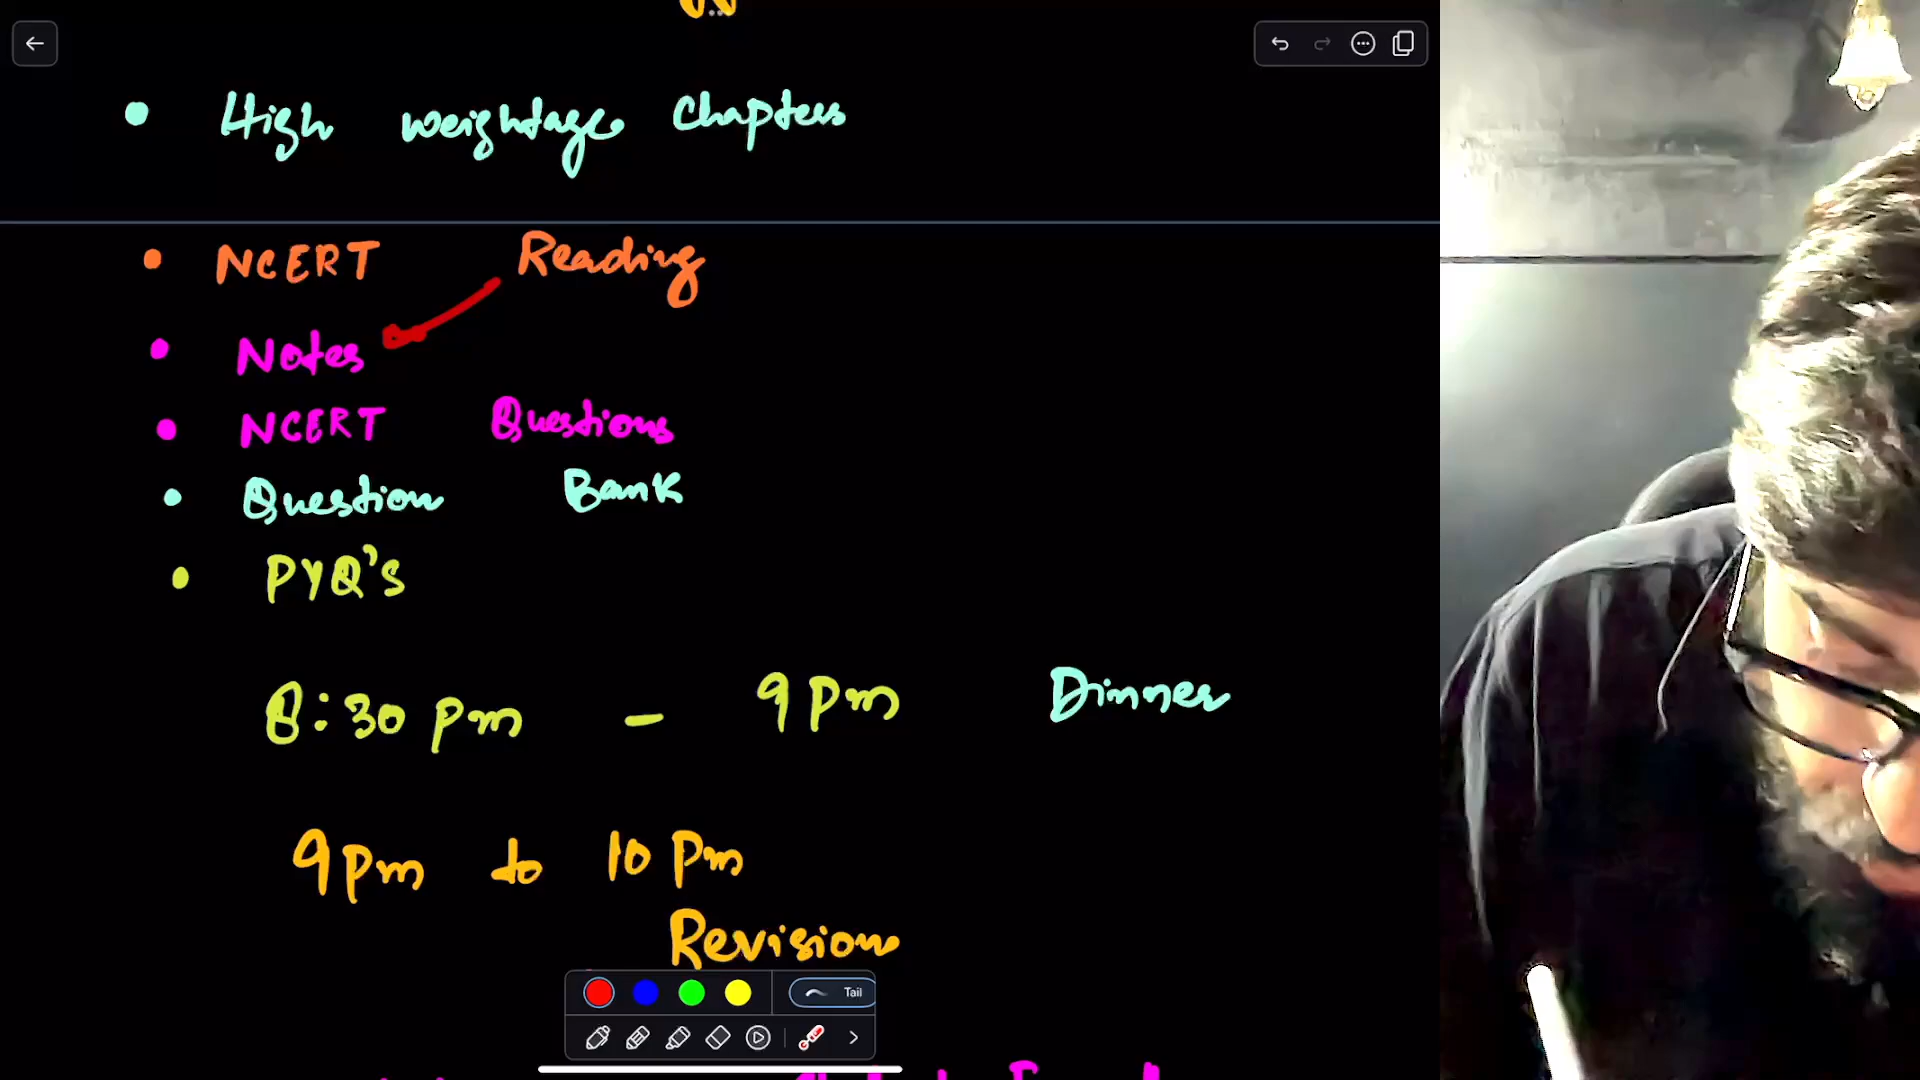 High weightage Chapters
NCERT Reading
Notes
NCERT Questions
Question Bank
PYQ'S
8:30 pm - 9 pm Dinner
9 pm to 10 pm
Revision
Tail